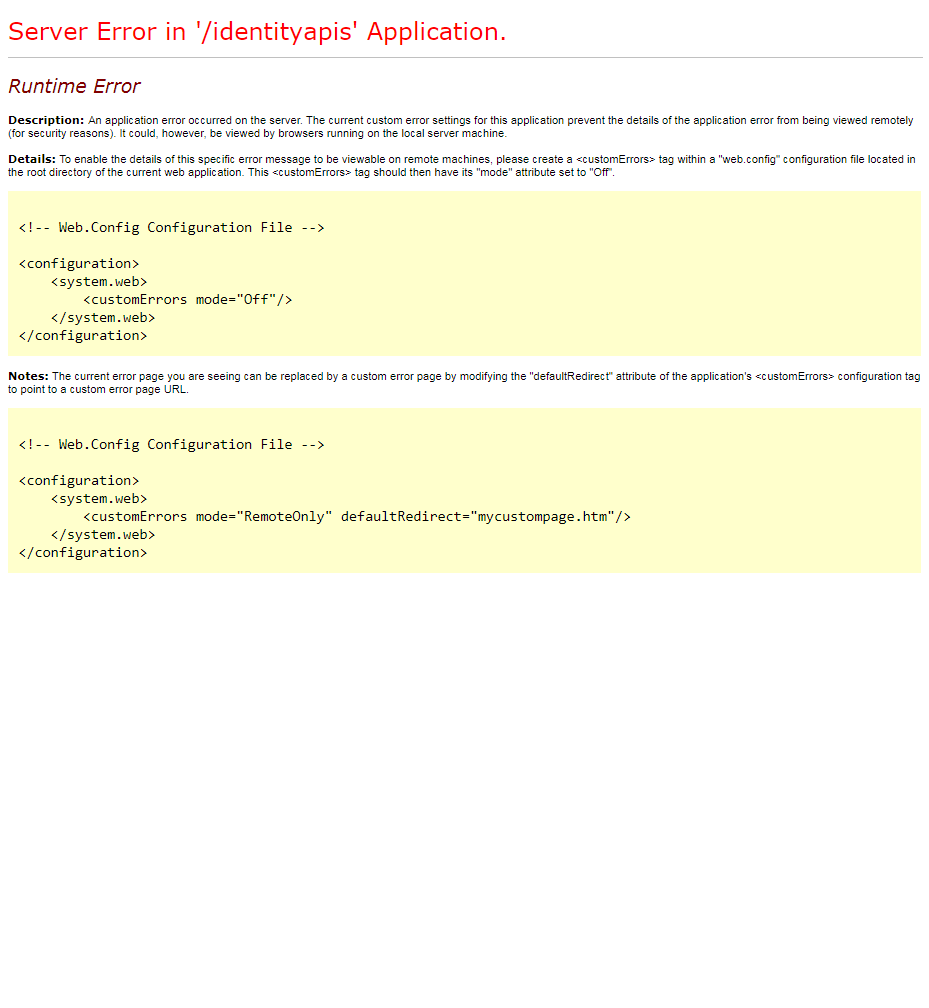 Server Error in '/identityapis' Application.
Runtime Error
Description: An application error occurred on the server. The current custom error settings for this application prevent the details of the application error from being viewed remotely
(for security reasons). It could, however, be viewed by browsers running on the local server machine.
Details: To enable the details of this specific error message to be viewable on remote machines, please create a <customErrors> tag within a "web.config" configuration file located in
the root directory of the current web application. This <customErrors> tag should then have its "mode" attribute set to "Off".
<!-- Web.Config Configuration File -->
<configuration>
    <system.web>
        <customErrors mode="Off"/>
    </system.web>
</configuration>
Notes: The current error page you are seeing can be replaced by a custom error page by modifying the "defaultRedirect" attribute of the application's <customErrors> configuration tag
to point to a custom error page URL.
<!-- Web.Config Configuration File -->
<configuration>
    <system.web>
        <customErrors mode="RemoteOnly" defaultRedirect="mycustompage.htm"/>
    </system.web>
</configuration>